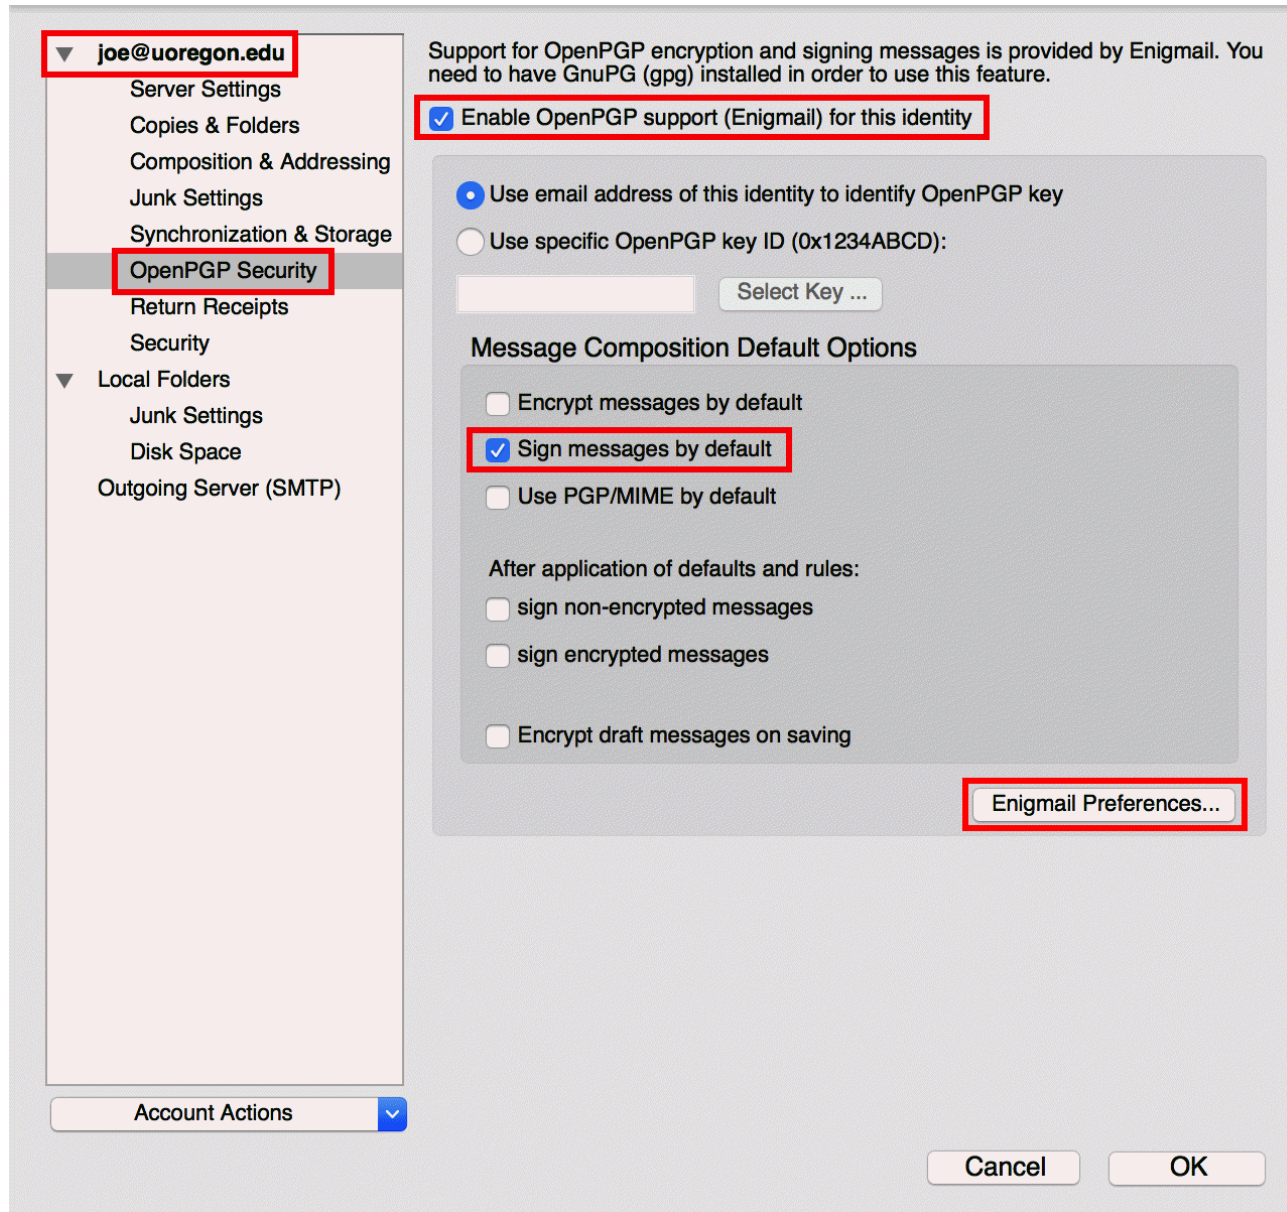 joe@uoregon.edu
Server Settings
Copies & Folders
Composition & Addressing
Junk Settings
Synchronization & Storage
OpenPGP Security
Return Receipts
Security
Local Folders
Junk Settings
Disk Space
Outgoing Server (SMTP)
Account Actions
Support for OpenPGP encryption and signing messages is provided by Enigmail. You
need to have GnuPG (gpg) installed in order to use this feature.
Enable OpenPGP support (Enigmail) for this identity
Use email address of this identity to identify OpenPGP key
Use specific OpenPGP key ID (0x1234ABCD):
Select Key ...
Message Composition Default Options
Encrypt messages by default
Sign messages by default
Use PGP/MIME by default
After application of defaults and rules:
sign non-encrypted messages
sign encrypted messages
Encrypt draft messages on saving
Enigmail Preferences...
Cancel
OK